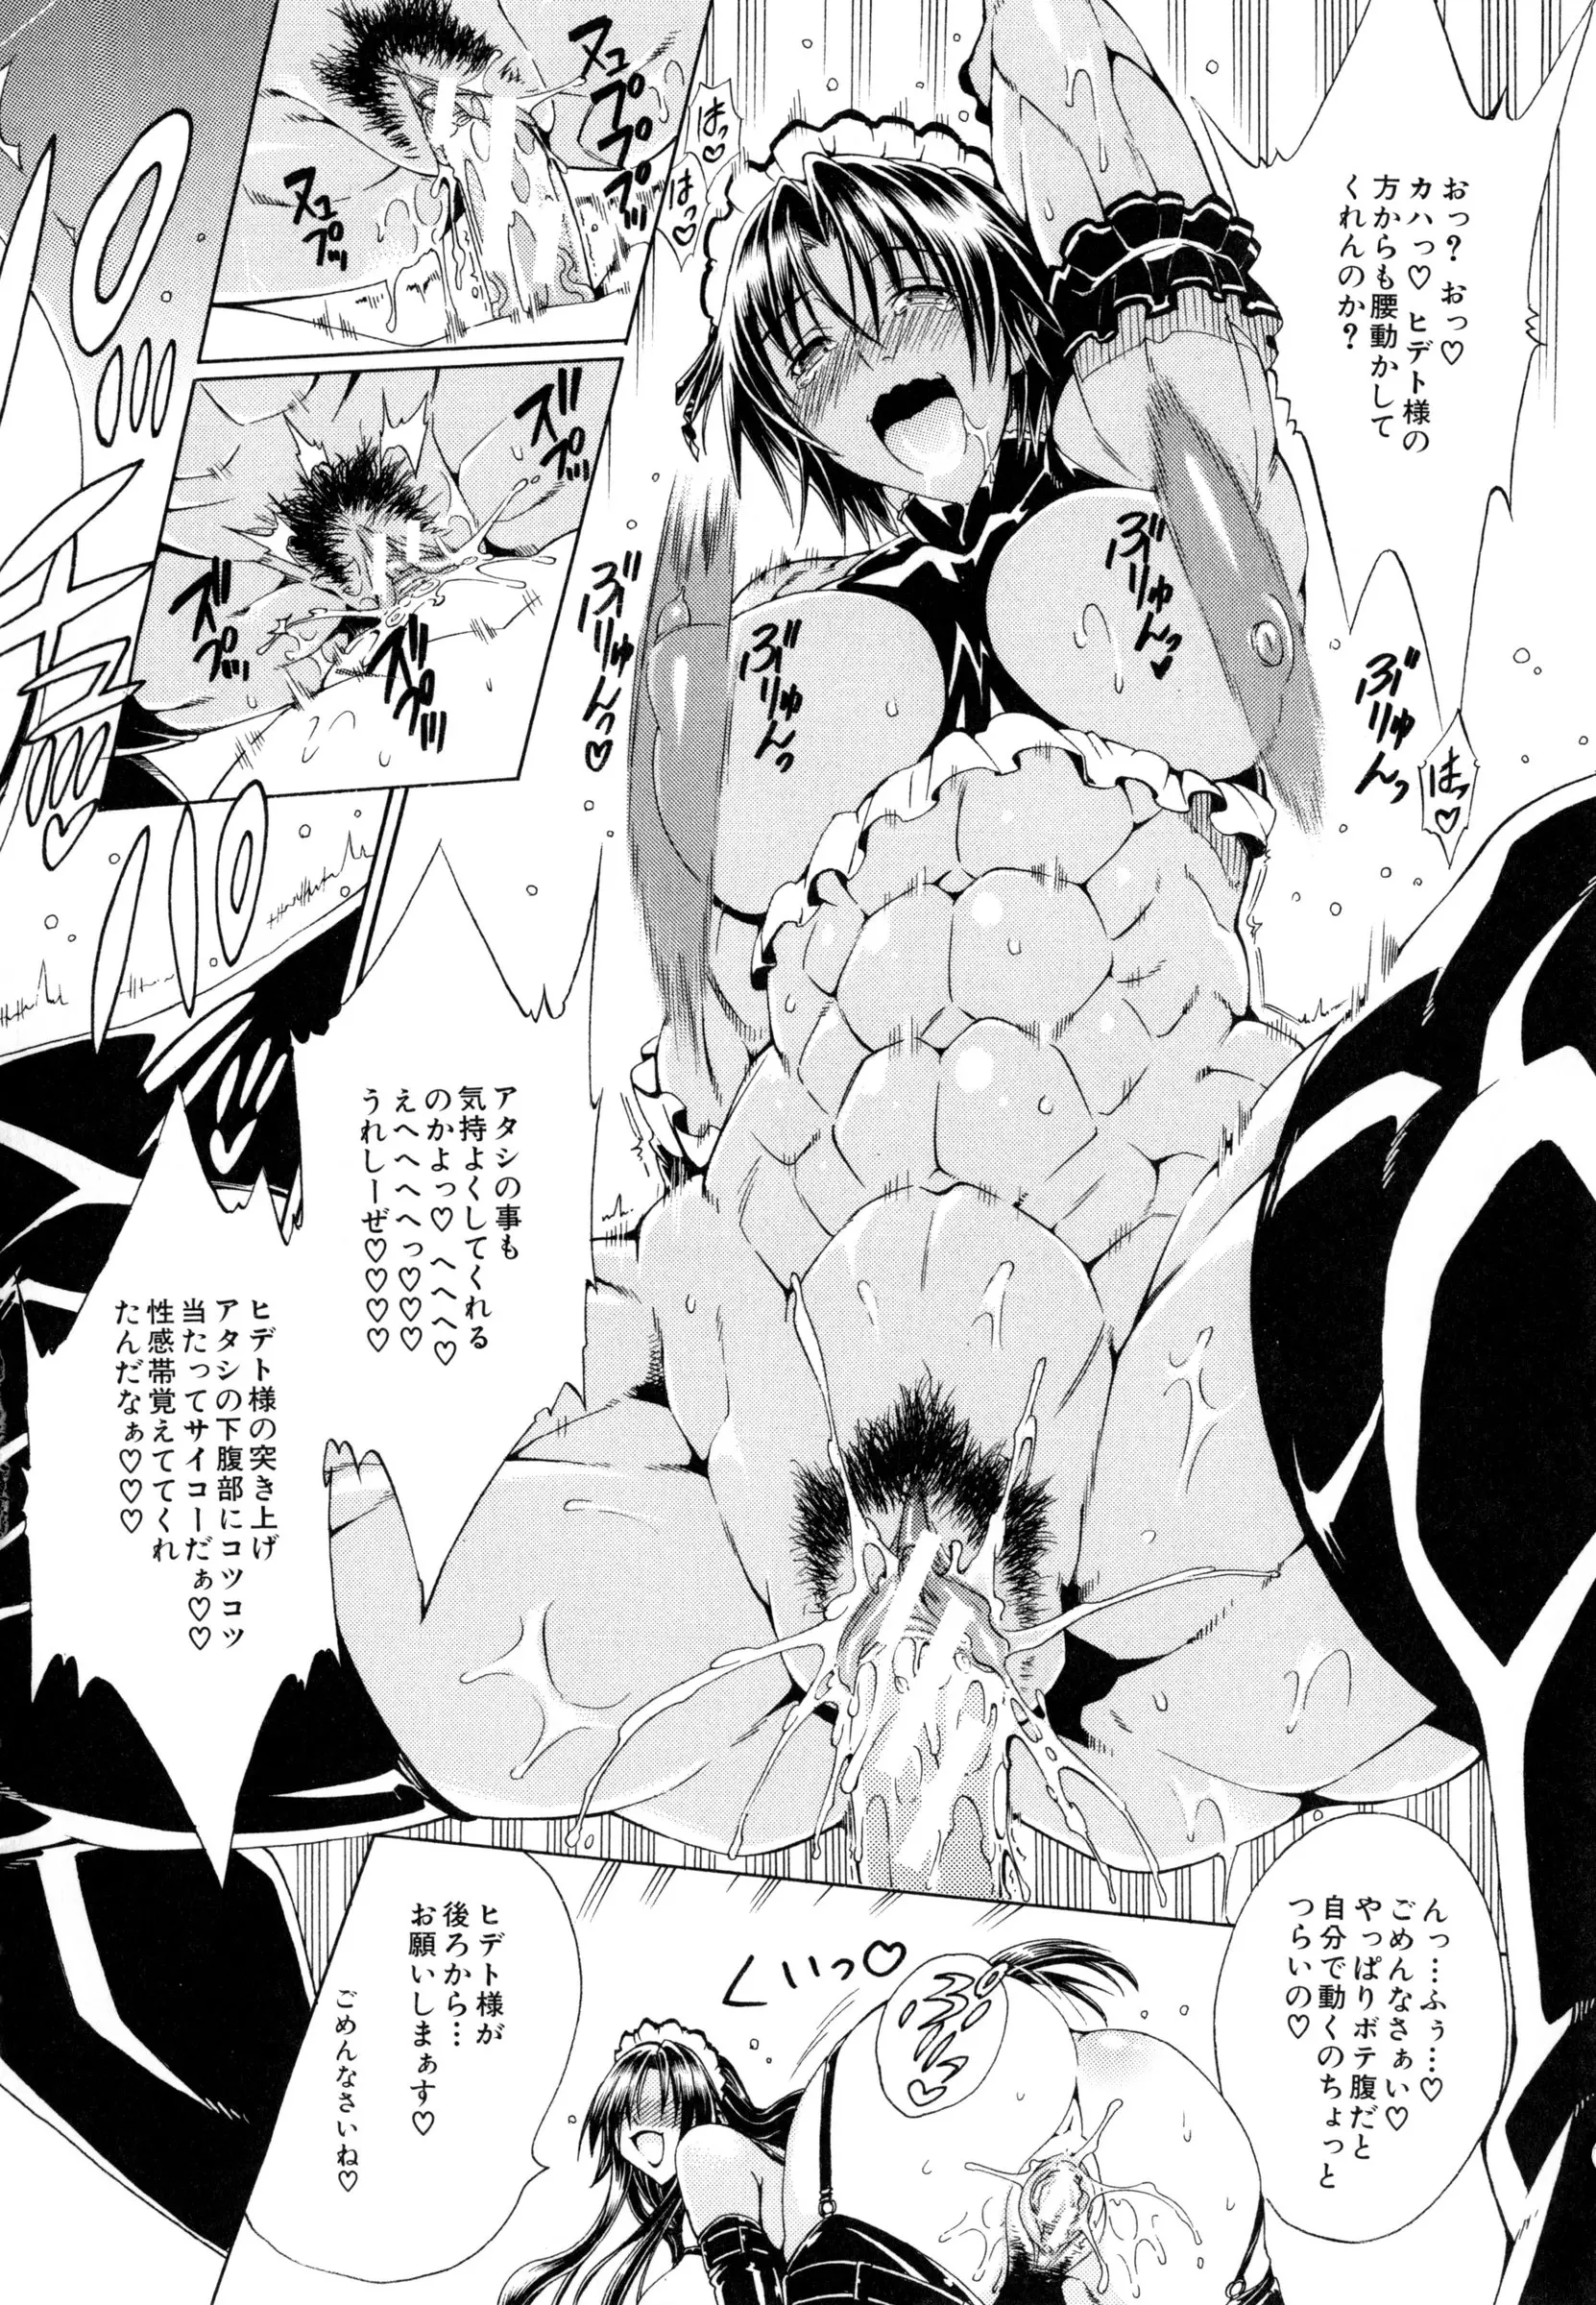 おっ？おっ♡
カハっ♡ヒデト様の
方からも腰動かして
くれんのか？
はっ♡
はっ♡
ヌュプププッ
ヌュプッ
ズプッ
ズプッ
ズプッ
ぶりゅんっ♡
ぶりゅんっ
ぶりゅんっ♡
ぶりゅんっ
はっ♡
アタシの事も
気持よくしてくれる
のかよっ♡へへへ♡
えへへへへっ♡♡♡
うれしーぜ♡♡♡♡
ヒデト様の突き上げ
アタシの下腹部にコツコツ
当たってサイコーだぁ♡♡
性感帯覚えててくれ
たんだなぁ♡♡♡
んっ…ふぅ…♡
ごめんなさぁい♡
やっぱりボテ腹だと
自分で動くのちょっと
つらいの♡
くいっ♡
ヒデト様が
後ろから…
お願いしまぁす♡
ごめんなさいね♡